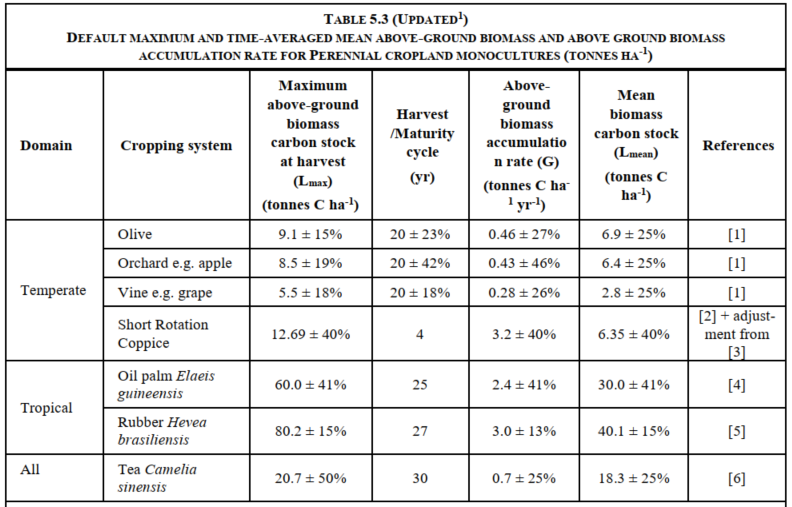 TABLE 5.3 (UPDATED1)
DEFAULT MAXIMUM AND TIME-AVERAGED MEAN ABOVE-GROUND BIOMASS AND ABOVE GROUND BIOMASS
ACCUMULATION RATE FOR PERENNIAL CROPLAND MONOCULTURES (TONNES HA-1)
Domain
Cropping system
Maximum
above-ground
biomass
carbon stock
at harvest
(Lmax)
(tonnes C ha-1)
Harvest
/Maturity
cycle
(yr)
Above-
ground
biomass
accumulatio
n rate (G)
(tonnes C ha-
1 yr-1)
Mean
biomass
carbon stock
(Lmean)
(tonnes C
ha-1)
References
Temperate
Olive 9.1 ± 15% 20 ± 23% 0.46 ± 27% 6.9 ± 25% [1]
Orchard e.g. apple 8.5 ± 19% 20 ± 42% 0.43 ± 46% 6.4 ± 25% [1]
Vine e.g. grape 5.5 ± 18% 20 ± 18% 0.28 ± 26% 2.8 ± 25% [1]
Short Rotation
Coppice
12.69 ± 40% 4 3.2 ± 40% 6.35 ± 40%
[2] + adjust-
ment from
[3]
Tropical
Oil palm Elaeis
guineensis
60.0 ± 41% 25 2.4 ± 41% 30.0 ± 41% [4]
Rubber Hevea
brasiliensis
80.2 ± 15% 27 3.0 ± 13% 40.1 ± 15% [5]
All
Tea Camelia
sinensis
20.7 ± 50% 30 0.7 ± 25% 18.3 ± 25% [6]